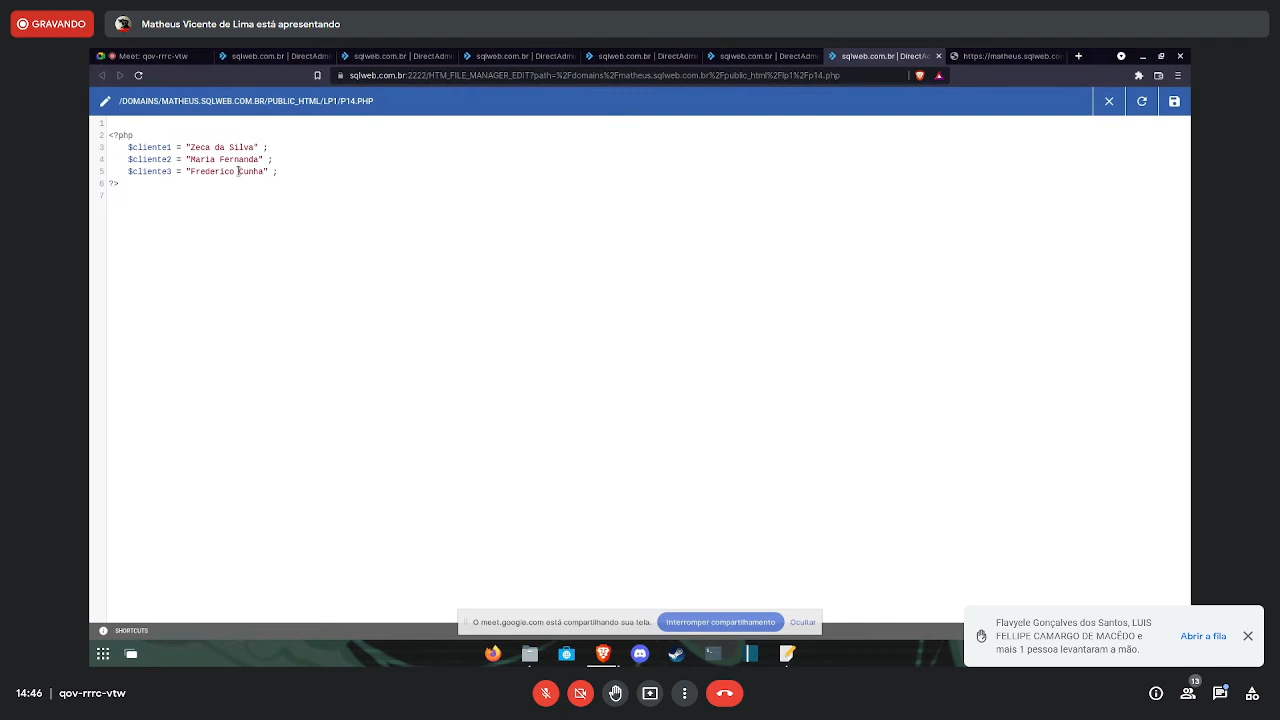 GRAVANDO
Matheus Vicente de Lima está apresentando
Meet: qov-rrrc-vtw
sqlweb.com.br | DirectAdmi
sqlweb.com.br | DirectAdmi
sqlweb.com.br | DirectAdmi
sqlweb.com.br | DirectAdmi
sqlweb.com.br | DirectAdmi
sqlweb.com.br | DirectA
https://matheus.sqlweb.co
sqlweb.com.br:2222/HTM_FILE_MANAGER_EDIT?path=%2Fdomains%2Fmatheus.sqlweb.com.br%2Fpublic_html%2Flp1%2Fp14.php
/DOMAINS/MATHEUS.SQLWEB.COM.BR/PUBLIC_HTML/LP1/P14.PHP
1
2 <?php
3 $cliente1 = "Zeca da Silva" ;
4 $cliente2 = "Maria Fernanda" ;
5 $cliente3 = "Frederico Cunha" ;
6 ?>
7
SHORTCUTS
O meet.google.com está compartilhando sua tela.
Interromper compartilhamento
Ocultar
Flavyele Gonçalves dos Santos, LUIS
FELLIPE CAMARGO DE MACÊDO e
mais 1 pessoa levantaram a mão.
Abrir a fila
14:46 | qov-rrrc-vtw
13